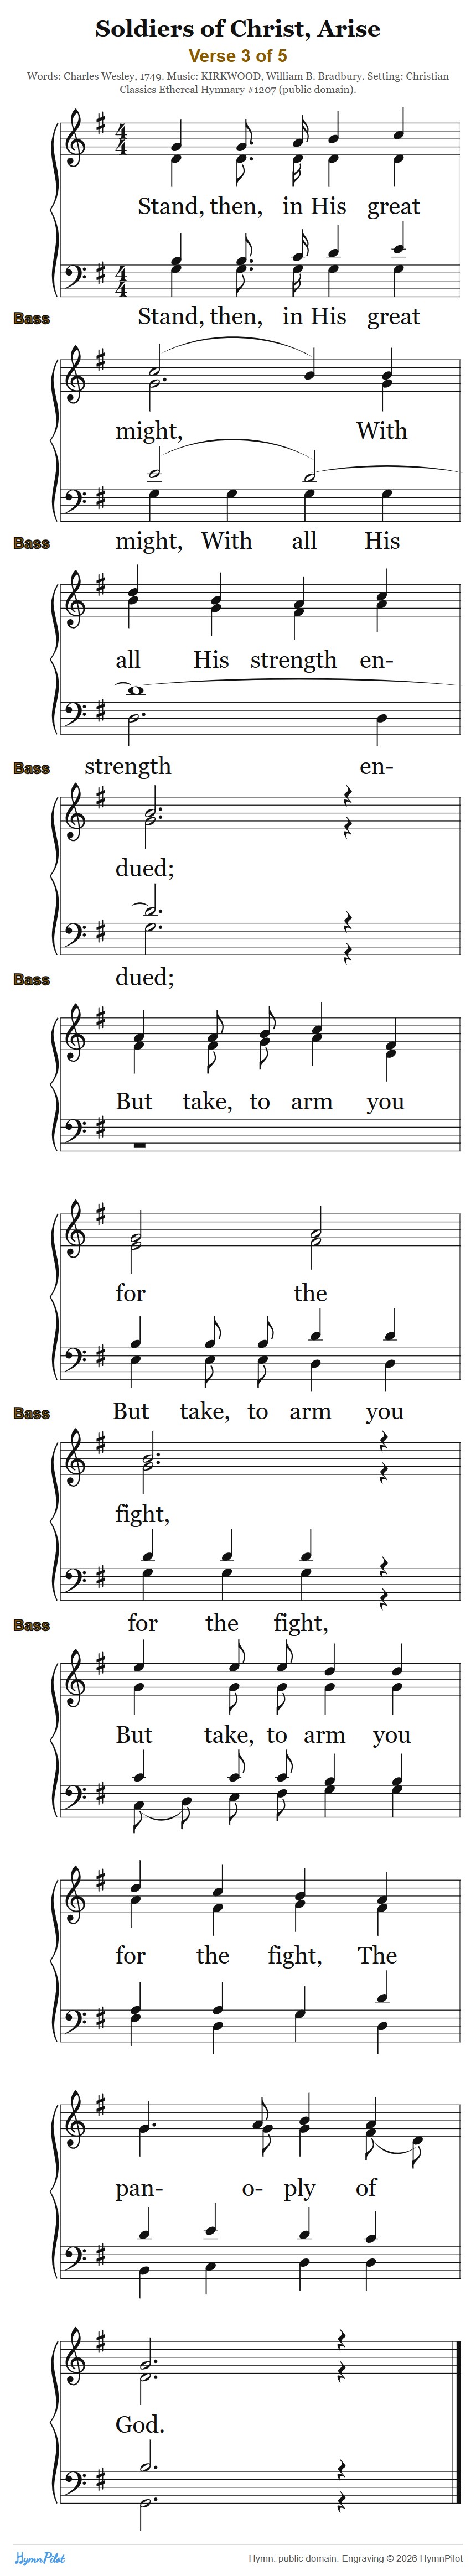 Soldiers of Christ, Arise
Verse 3 of 5
Words: Charles Wesley, 1749. Music: KIRKWOOD, William B. Bradbury. Setting: Christian
Classics Ethereal Hymnary #1207 (public domain).
Stand, then, in His great
Bass Stand, then, in His great
might, With
Bass might, With all His
all His strength en-
Bass strength en-
dued;
Bass dued;
But take, to arm you
for the
Bass But take, to arm you
fight,
Bass for the fight,
But take, to arm you
for the fight, The
pan- o- ply of
God.
HymnPilot Hymn: public domain. Engraving © 2026 HymnPilot